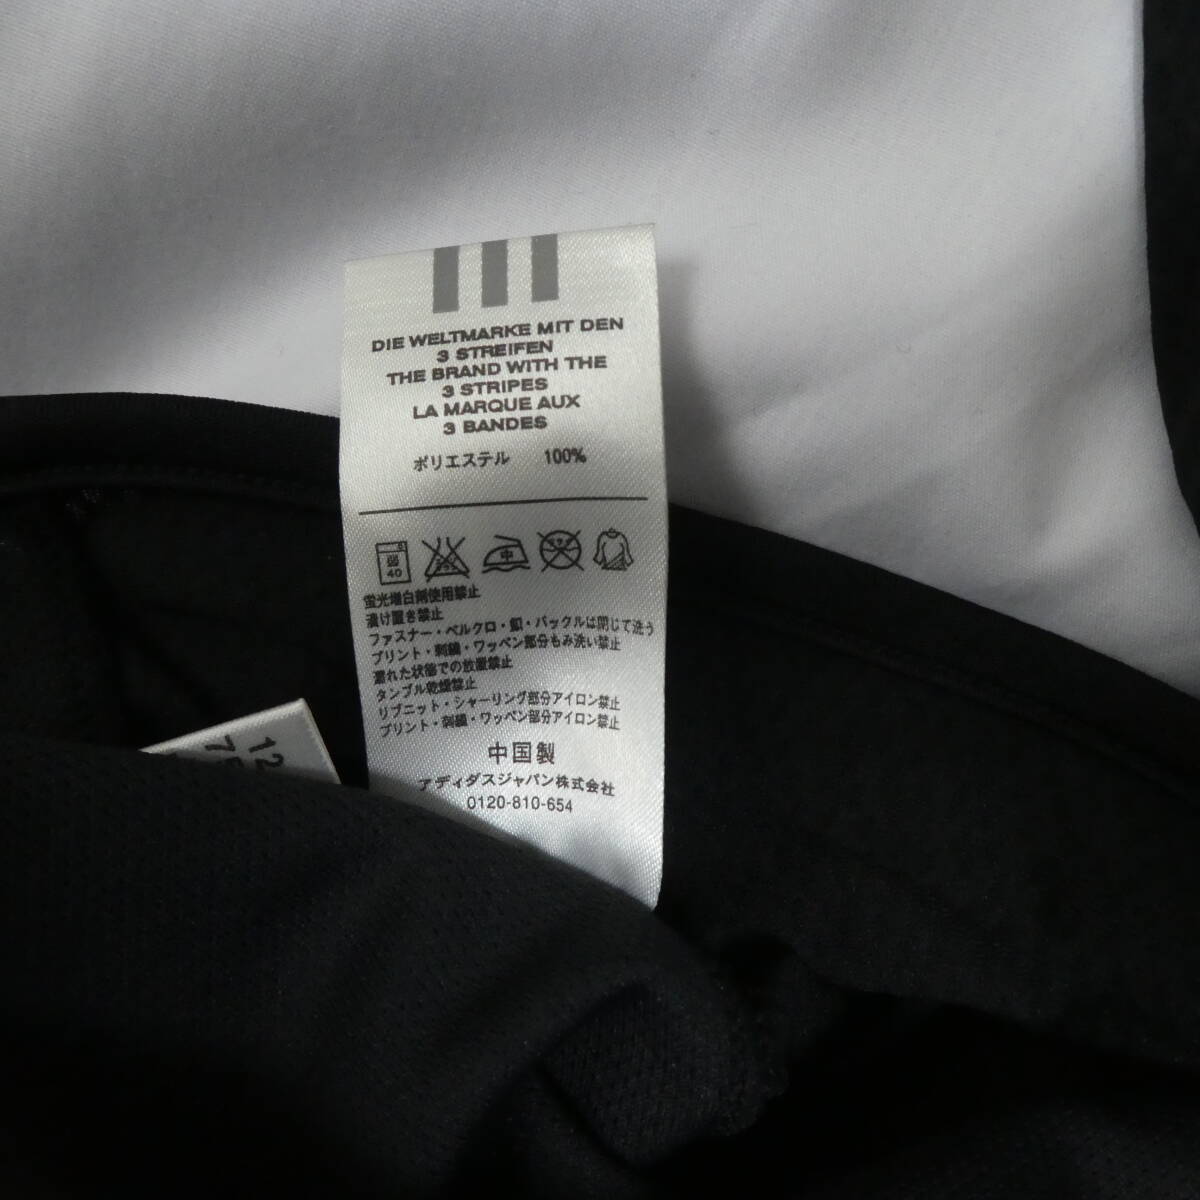 DIE WELTMARKE MIT DEN
3 STREIFEN
THE BRAND WITH THE
3 STRIPES
LA MARQUE AUX
3 BANDES
ポリエステル 100%
弱
40
中
蛍光増白剤使用禁止
漬け置き禁止
ファスナー・ベルクロ・釦・バックルは閉じて洗う
プリント・刺繍・ワッペン部分もみ洗い禁止
濡れた状態での放置禁止
タンブル乾燥禁止
リブニット・シャーリング部分アイロン禁止
プリント・刺繍・ワッペン部分アイロン禁止
中国製
アディダスジャパン株式会社
0120-810-654
12